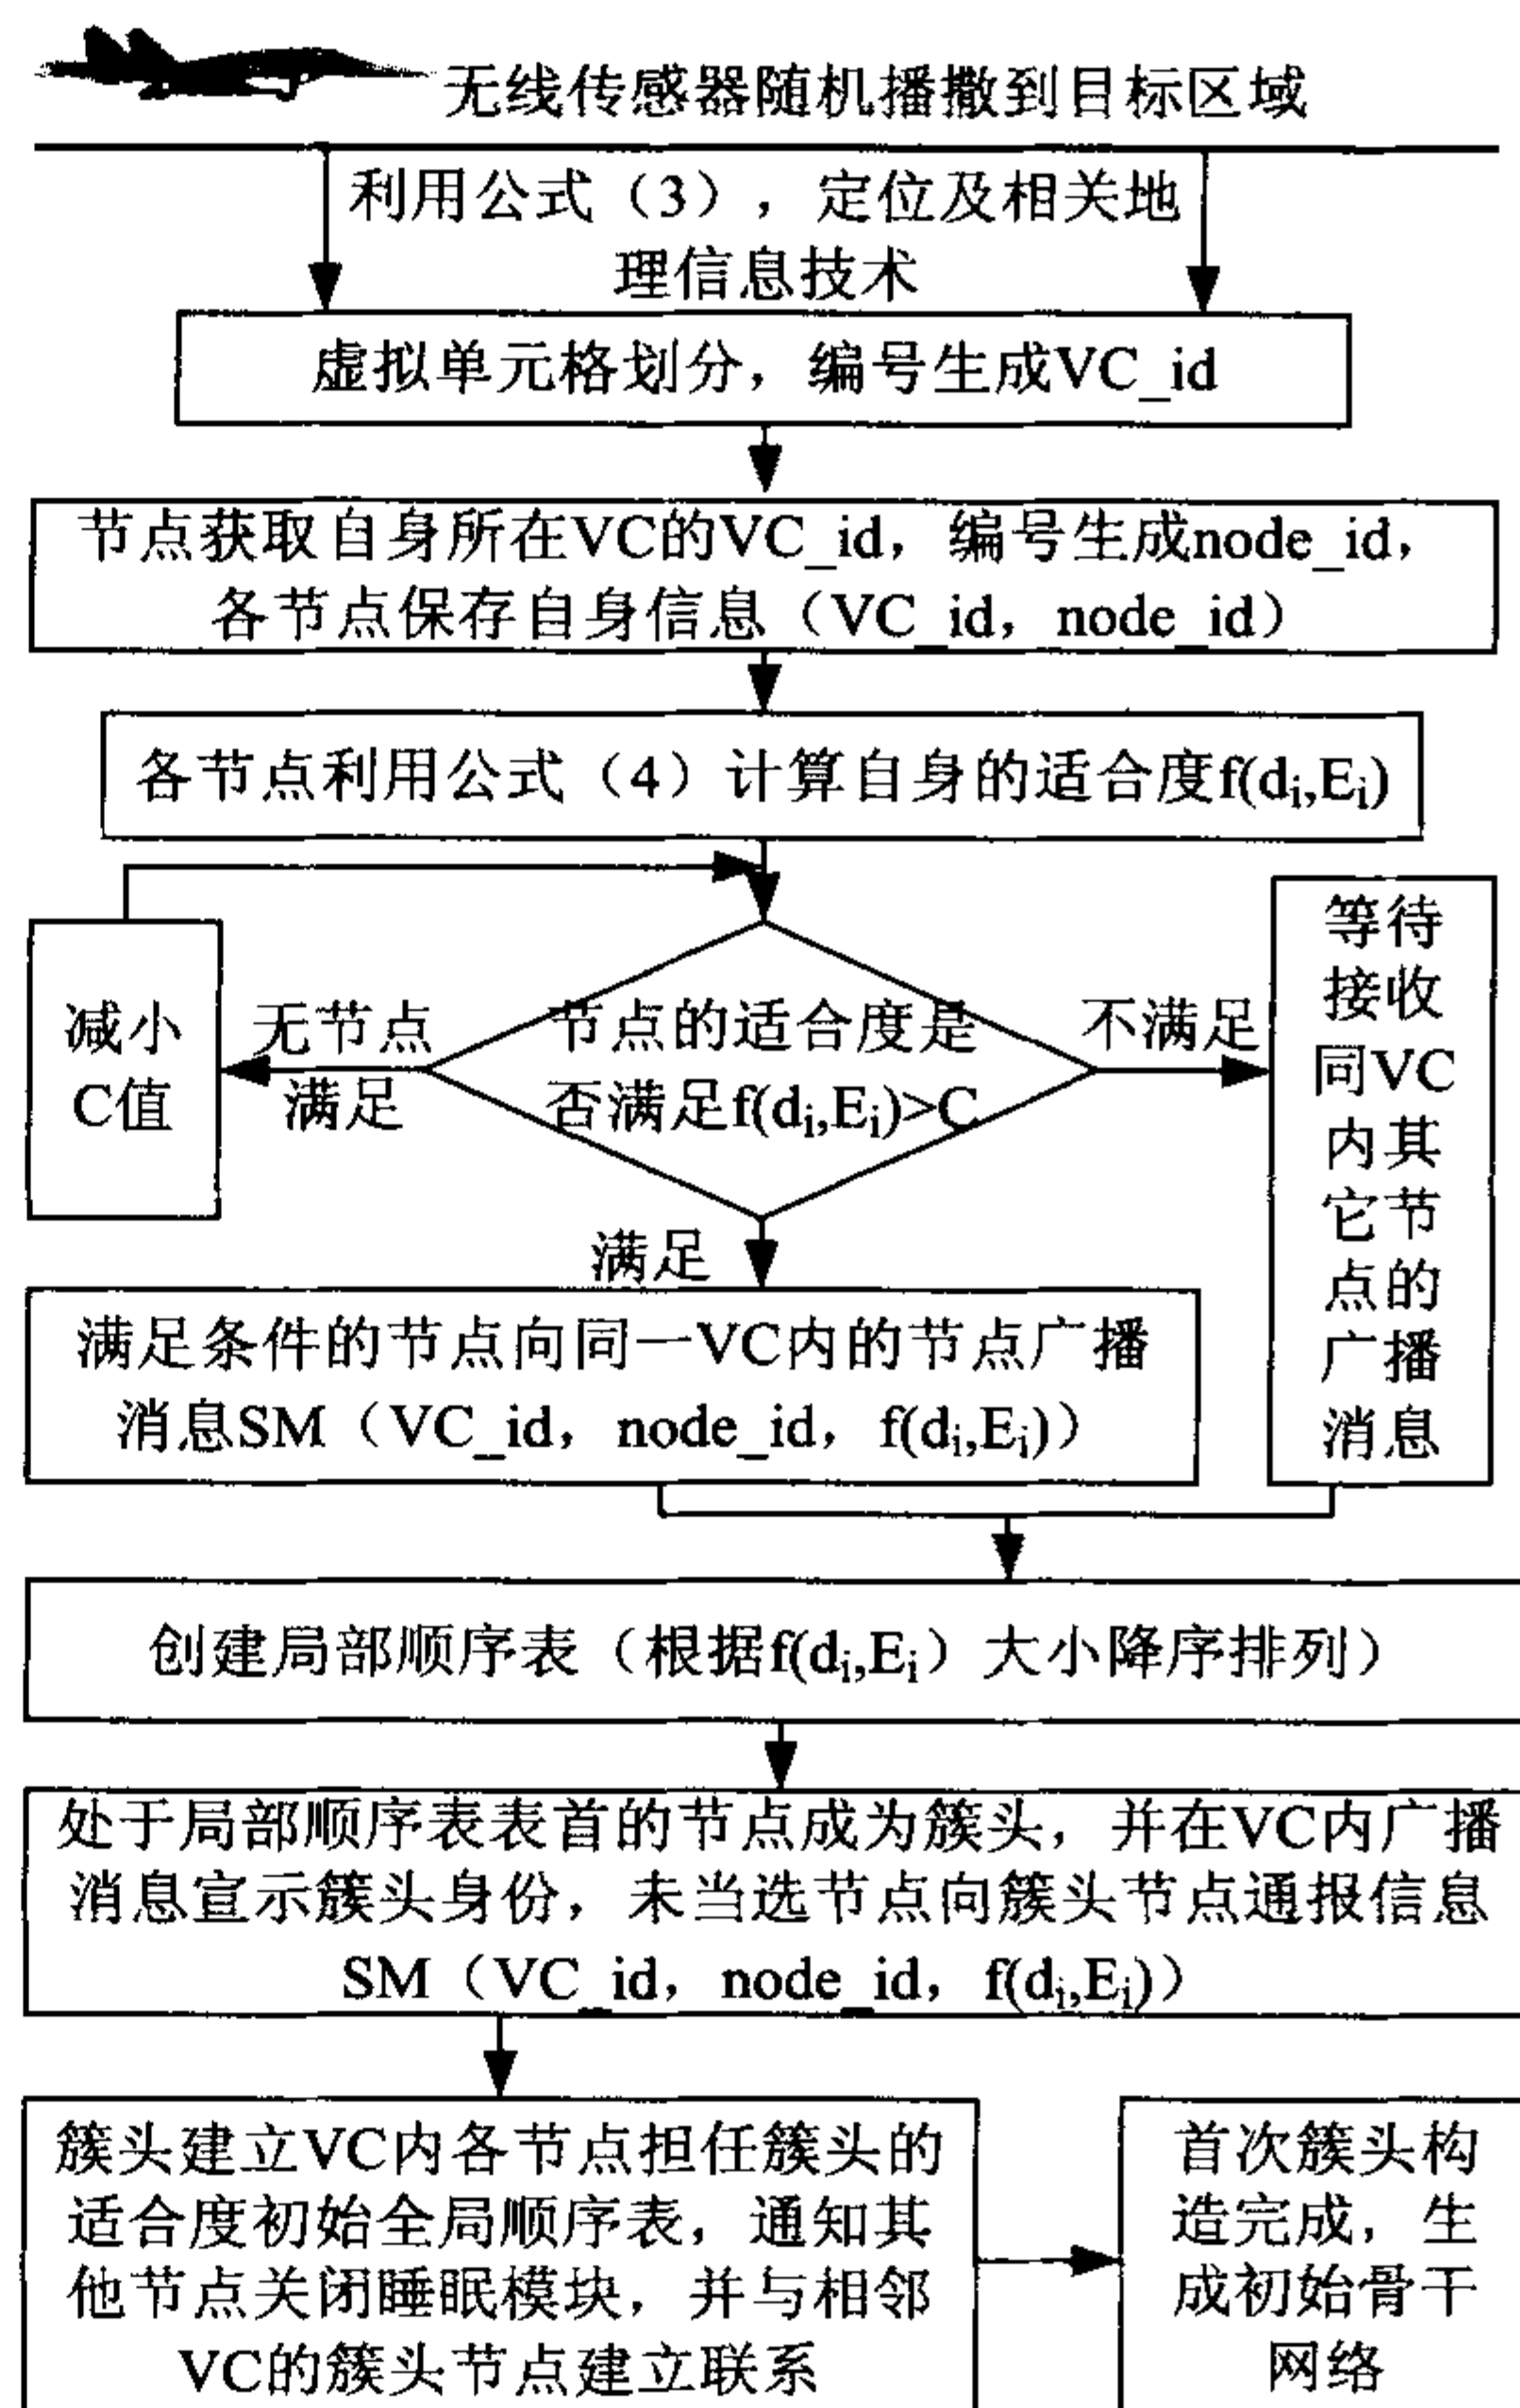 无线传感器随机播撒到目标区域
利用公式（3），定位及相关地
理信息技术
虚拟单元格划分，编号生成VC_id
节点获取自身所在VC的VC_id，编号生成node_id，
各节点保存自身信息（VC_id，node_id）
各节点利用公式（4）计算自身的适合度f(di,Ei)
减小
C值
无节点
满足
节点的适合度是
否满足f(di,Ei)>C
不满足
等待
接收
同VC
内其
它节
点的
广播
消息
满足
满足条件的节点向同一VC内的节点广播
消息SM（VC_id，node_id，f(di,Ei)）
创建局部顺序表（根据f(di,Ei）大小降序排列）
处于局部顺序表表首的节点成为簇头，并在VC内广播
消息宣示簇头身份，未当选节点向簇头节点通报信息
SM（VC_id，node_id，f(di,Ei)）
簇头建立VC内各节点担任簇头的
适合度初始全局顺序表，通知其
他节点关闭睡眠模块，并与相邻
VC的簇头节点建立联系
首次簇头构
造完成，生
成初始骨干
网络